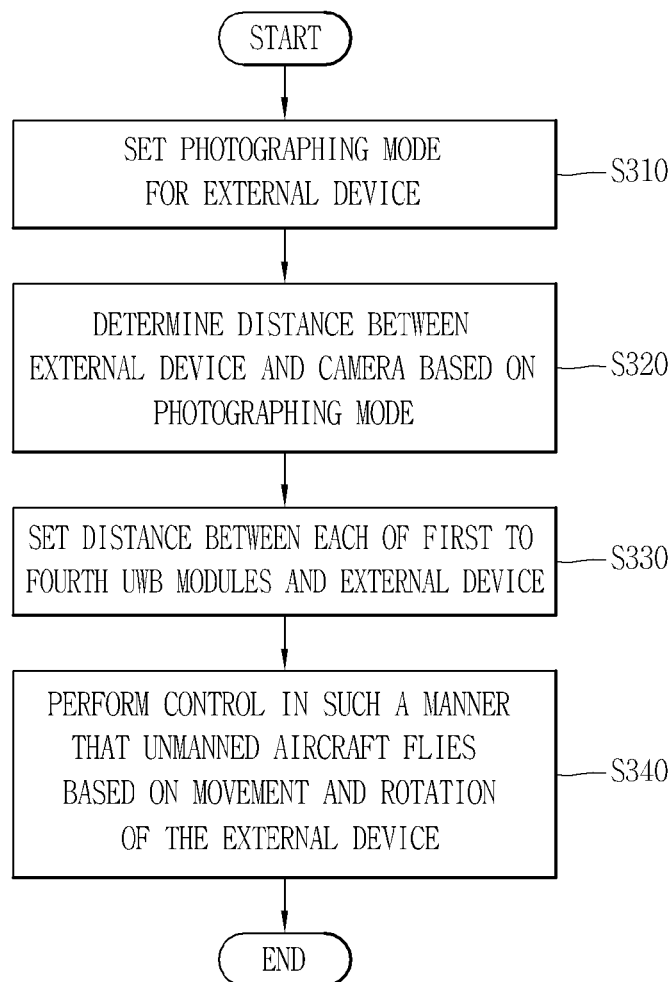 START
SET PHOTOGRAPHING MODE
FOR EXTERNAL DEVICE
S310
DETERMINE DISTANCE BETWEEN
EXTERNAL DEVICE AND CAMERA BASED ON
PHOTOGRAPHING MODE
S320
SET DISTANCE BETWEEN EACH OF FIRST TO
FOURTH UWB MODULES AND EXTERNAL DEVICE
S330
PERFORM CONTROL IN SUCH A MANNER
THAT UNMANNED AIRCRAFT FLIES
BASED ON MOVEMENT AND ROTATION
OF THE EXTERNAL DEVICE
S340
END